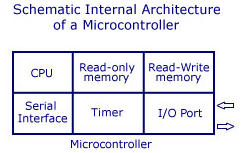 Schematic Internal Architecture
of a Microcontroller
CPU
Read-only
memory
Read-Write
memory
Serial
Interface
Timer
I/O Port
Microcontroller